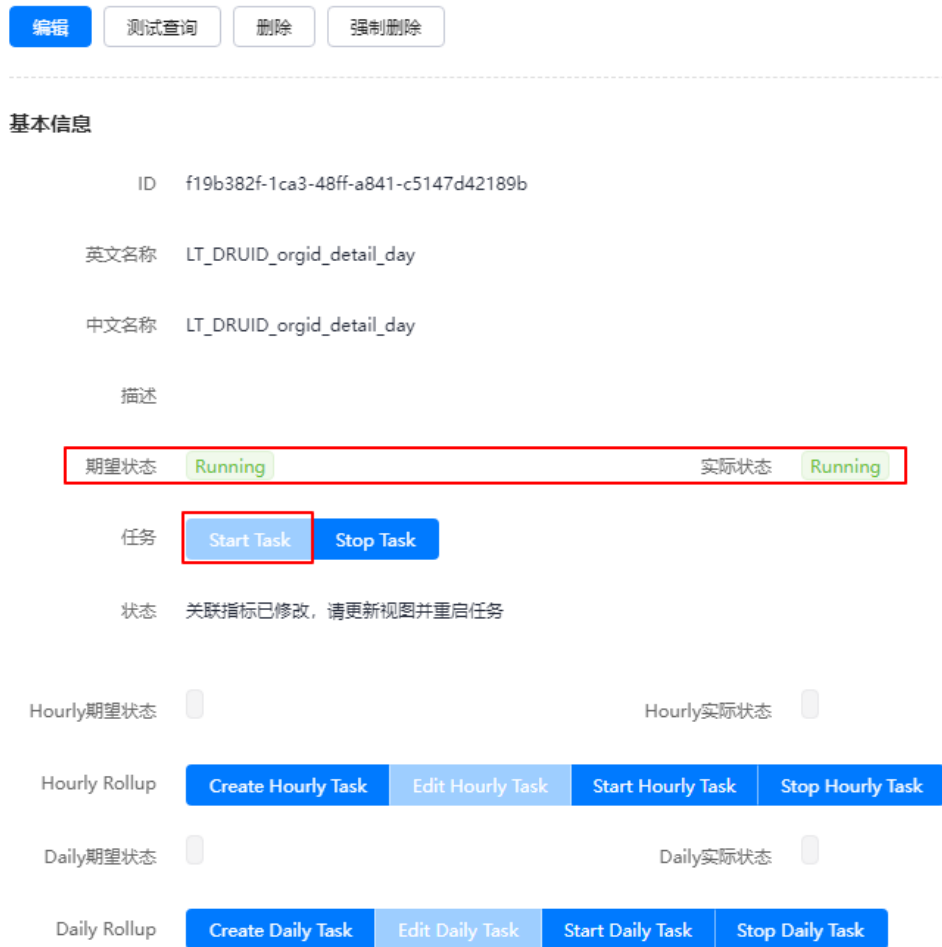 编辑 测试查询 删除 强制删除
基本信息
ID f19b382f-1ca3-48ff-a841-c5147d42189b
英文名称 LT_DRUID_orgid_detail_day
中文名称 LT_DRUID_orgid_detail_day
描述
期望状态 Running 实际状态 Running
任务 Start Task Stop Task
状态 关联指标已修改，请更新视图并重启任务
Hourly期望状态 Hourly实际状态
Hourly Rollup Create Hourly Task Edit Hourly Task Start Hourly Task Stop Hourly Task
Daily期望状态 Daily实际状态
Daily Rollup Create Daily Task Edit Daily Task Start Daily Task Stop Daily Task